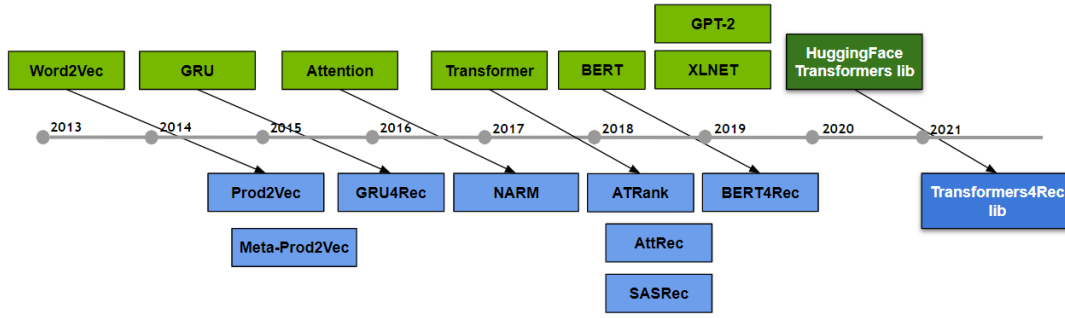 GPT-2
Word2Vec
GRU
Attention
Transformer
BERT
XLNET
HuggingFace
Transformers lib
2013
2014
2015
2016
2017
2018
2019
2020
2021
Prod2Vec
GRU4Rec
NARM
ATRank
BERT4Rec
Transformers4Rec
lib
Meta-Prod2Vec
AttRec
SASRec